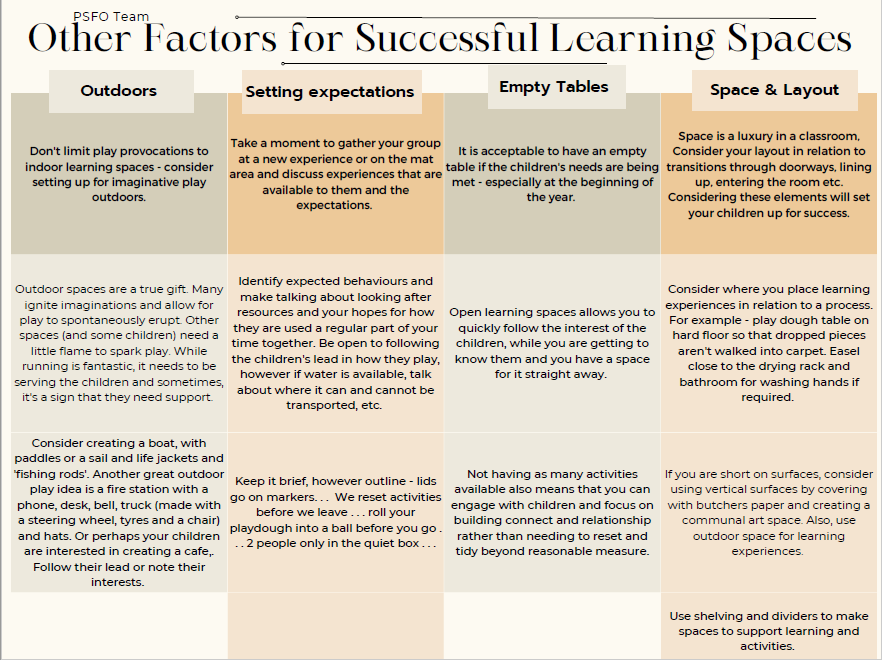 PSFO Team
Other Factors for Successful Learning Spaces
Outdoors
Don't limit play provocations to
indoor learning spaces - consider
setting up for imaginative play
outdoors.
Outdoor spaces are a true gift. Many
ignite imaginations and allow for
play to spontaneously erupt. Other
spaces (and some children) need a
little flame to spark play. While
running is fantastic, it needs to be
serving the children and sometimes,
it's a sign that they need support.
Consider creating a boat, with
paddles or a sail and life jackets and
'fishing rods'. Another great outdoor
play idea is a fire station with a
phone, desk, bell, truck (made with
a steering wheel, tyres and a chair)
and hats. Or perhaps your children
are interested in creating a cafe,.
Follow their lead or note their
interests.
Setting expectations
Take a moment to gather your group
at a new experience or on the mat
area and discuss experiences that are
available to them and the
expectations.
Identify expected behaviours and
make talking about looking after
resources and your hopes for how
they are used a regular part of your
time together. Be open to following
the children's lead in how they play,
however if water is available, talk
about where it can and cannot be
transported, etc.
Keep it brief, however outline - lids
go on markers. . .  We reset activities
before we leave . . . roll your
playdough into a ball before you go .
. . 2 people only in the quiet box . . .
Empty Tables
It is acceptable to have an empty
table if the children's needs are being
met - especially at the beginning of
the year.
Open learning spaces allows you to
quickly follow the interest of the
children, while you are getting to
know them and you have a space
for it straight away.
Not having as many activities
available also means that you can
engage with children and focus on
building connect and relationship
rather than needing to reset and
tidy beyond reasonable measure.
Space & Layout
Space is a luxury in a classroom,
Consider your layout in relation to
transitions through doorways, lining
up, entering the room etc.
Considering these elements will set
your children up for success.
Consider where you place learning
experiences in relation to a process.
For example - play dough table on
hard floor so that dropped pieces
aren't walked into carpet. Easel
close to the drying rack and
bathroom for washing hands if
required.
If you are short on surfaces, consider
using vertical surfaces by covering
with butchers paper and creating a
communal art space. Also, use
outdoor space for learning
experiences.
Use shelving and dividers to make
spaces to support learning and
activities.